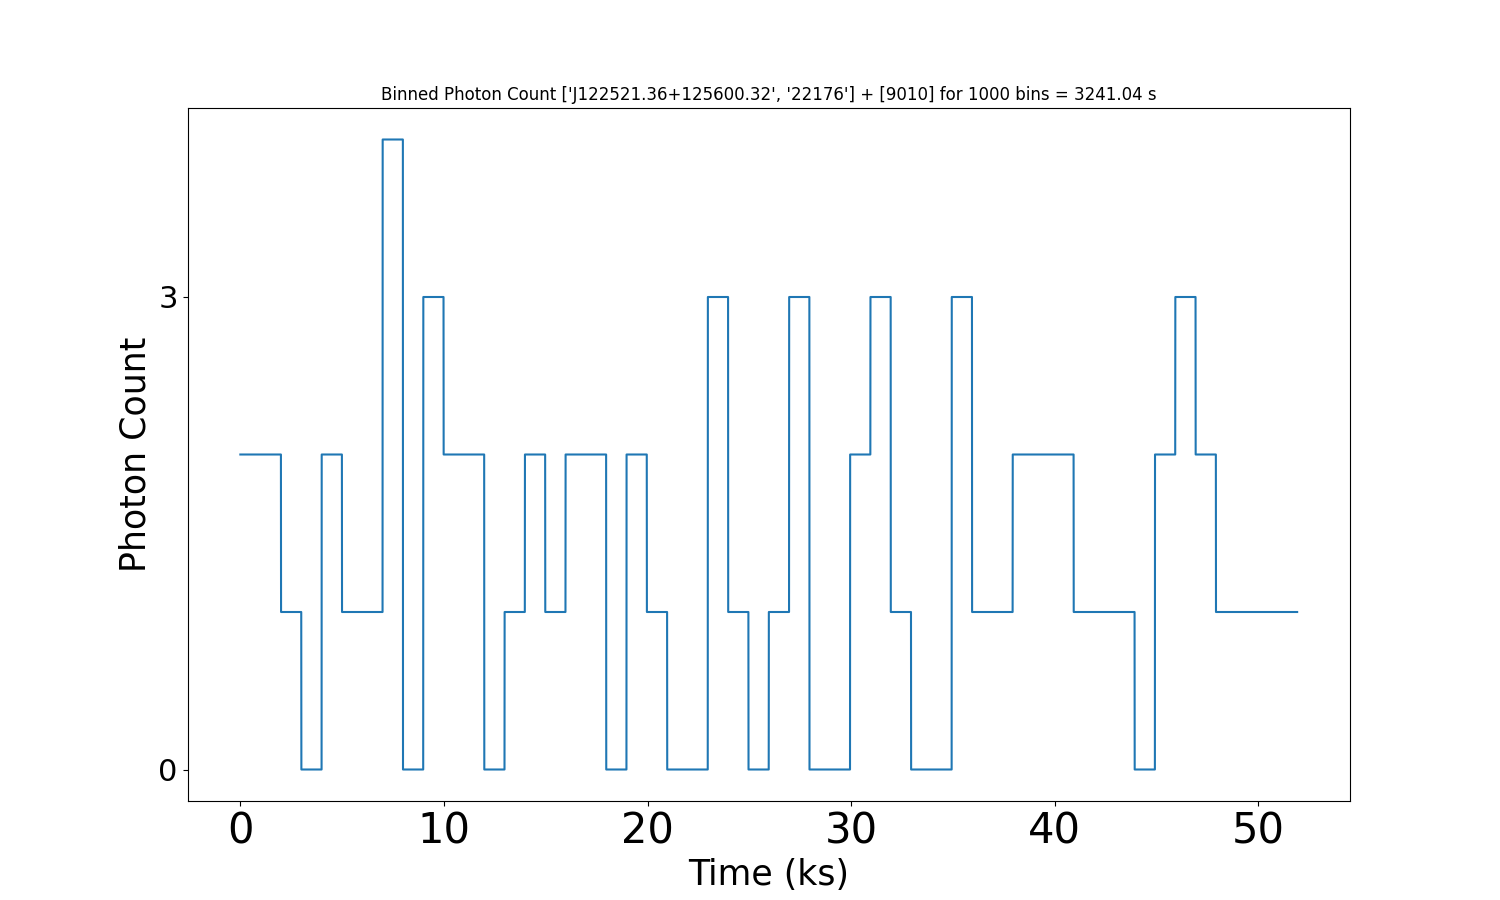 Binned Photon Count ['J122521.36+125600.32', '22176'] + [9010] for 1000 bins = 3241.04 s
3
Photon Count
0
0 10 20 30 40 50
Time (ks)